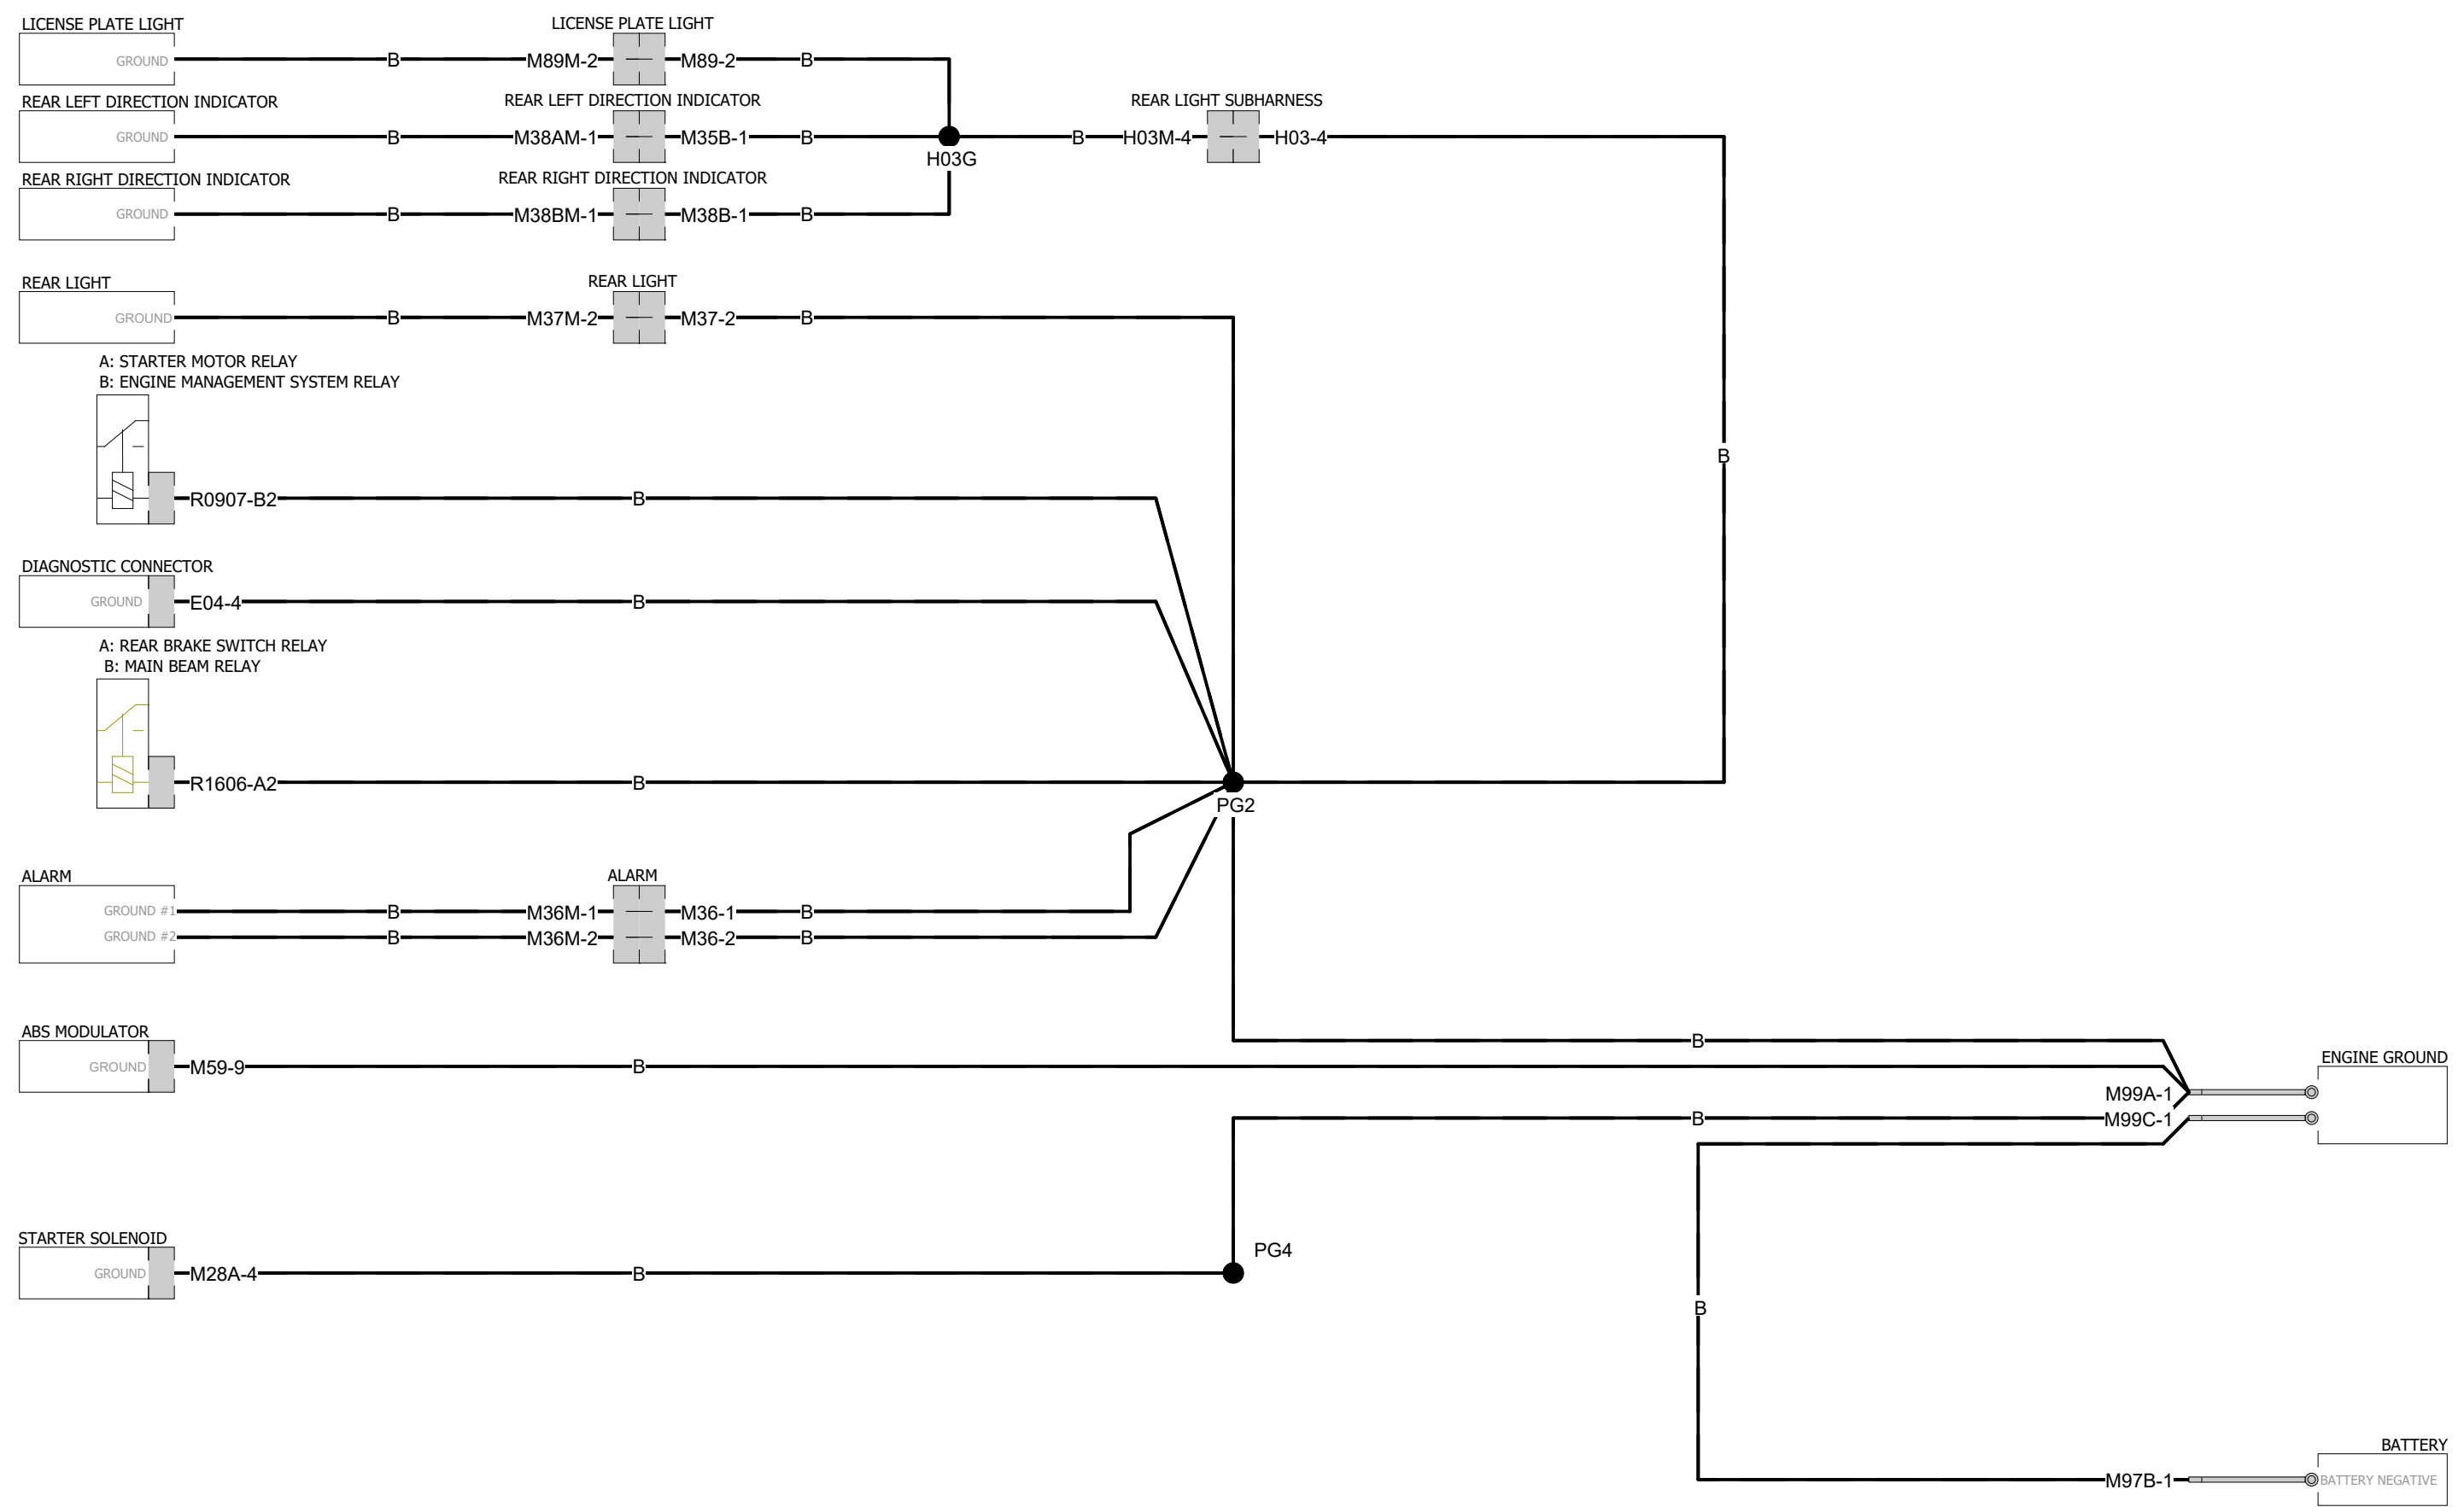 LICENSE PLATE LIGHT
LICENSE PLATE LIGHT
GROUND
B
M89M-2
M89-2
B
REAR LEFT DIRECTION INDICATOR
REAR LEFT DIRECTION INDICATOR
REAR LIGHT SUBHARNESS
GROUND
B
M38AM-1
M35B-1
B
B
H03M-4
H03-4
H03G
REAR RIGHT DIRECTION INDICATOR
REAR RIGHT DIRECTION INDICATOR
GROUND
B
M38BM-1
M38B-1
B
REAR LIGHT
REAR LIGHT
GROUND
B
M37M-2
M37-2
B
A: STARTER MOTOR RELAY
B: ENGINE MANAGEMENT SYSTEM RELAY
B
R0907-B2
B
DIAGNOSTIC CONNECTOR
GROUND
E04-4
B
A: REAR BRAKE SWITCH RELAY
B: MAIN BEAM RELAY
R1606-A2
B
PG2
ALARM
ALARM
GROUND #1
B
M36M-1
M36-1
B
GROUND #2
B
M36M-2
M36-2
B
ABS MODULATOR
B
GROUND
M59-9
B
ENGINE GROUND
M99A-1
B
M99C-1
STARTER SOLENOID
PG4
GROUND
M28A-4
B
B
BATTERY
M97B-1
BATTERY NEGATIVE